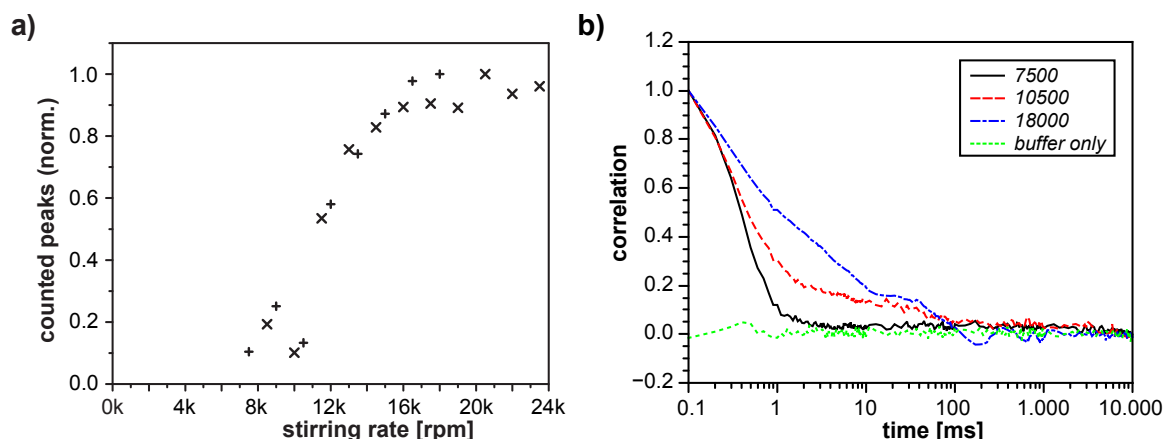 a)
counted peaks (norm.)
1.0
0.8
0.6
0.4
0.2
0.0
0k 4k 8k 12k 16k 20k 24k
stirring rate [rpm]
b)
correlation
1.2
1.0
0.8
0.6
0.4
0.2
0.0
−0.2
7500
10500
18000
buffer only
0.1 1 10 100 1.000 10.000
time [ms]